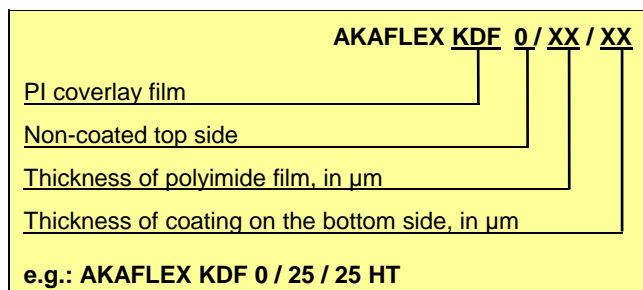 AKAFLEX KDF 0 / XX / XX
PI coverlay film
Non-coated top side
Thickness of polyimide film, in µm
Thickness of coating on the bottom side, in µm
e.g.: AKAFLEX KDF 0 / 25 / 25 HT